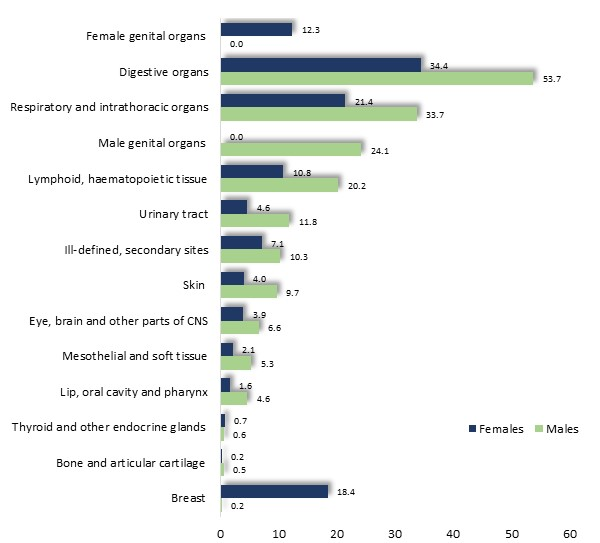 Female genital organs
12.3
0.0
Digestive organs
34.4
53.7
Respiratory and intrathoracic organs
21.4
33.7
Male genital organs
0.0
24.1
Lymphoid, haematopoietic tissue
10.8
20.2
Urinary tract
4.6
11.8
Ill-defined, secondary sites
7.1
10.3
Skin
4.0
9.7
Eye, brain and other parts of CNS
3.9
6.6
Mesothelial and soft tissue
2.1
5.3
Lip, oral cavity and pharynx
1.6
4.6
Thyroid and other endocrine glands
0.7
0.6
Females Males
Bone and articular cartilage
0.2
0.5
Breast
18.4
0.2
0 10 20 30 40 50 60